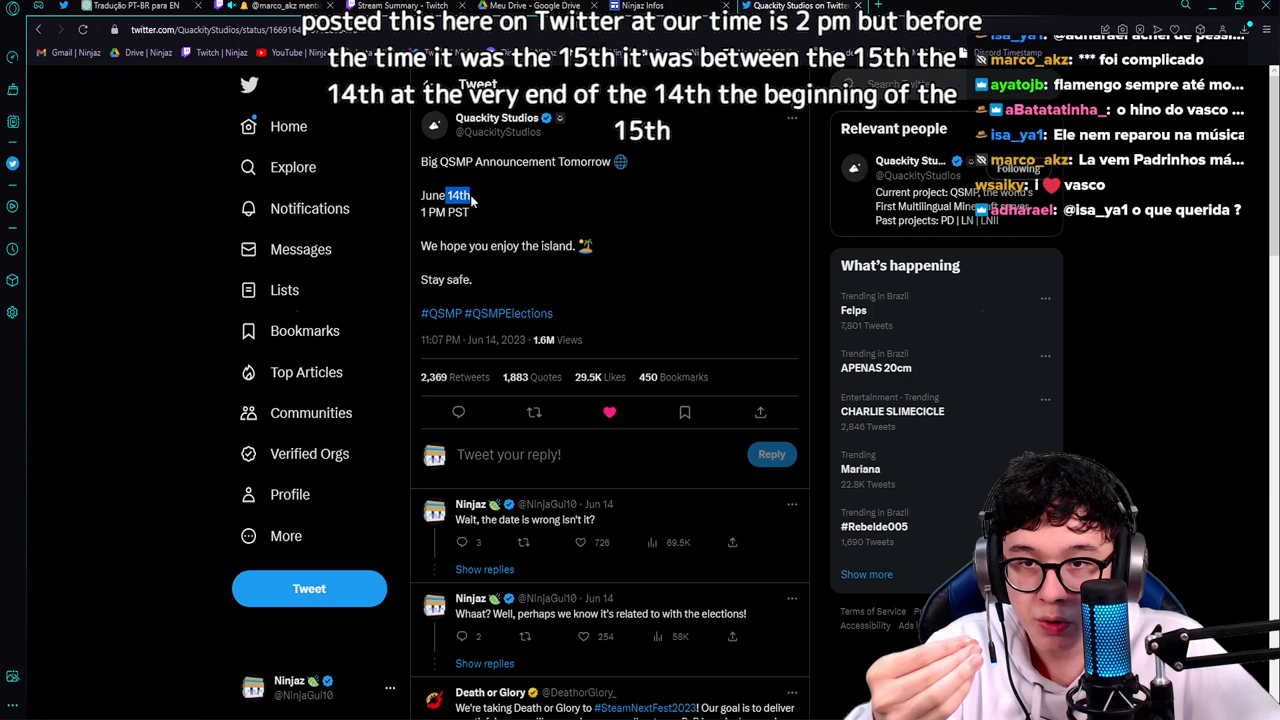 Tradução PT-BR para EN
@marco_akz mentio
Stream Summary
Meu Drive - Google Drive
Ninjaz Infos
QuackityStudios on Twitter
twitter.com/QuackityStudios/status/1669164
Gmail | Ninjaz
Drive | Ninjaz
Twitch | Ninjaz
YouTube | Ninjaz
Discord Timestamp
posted this here on Twitter at our time is 2 pm but before
the time it was the 15th it was between the 15th the
14th at the very end of the 14th the beginning of the
15th
marco_akz: *** foi complicado
ayatojb: flamengo sempre até mo...
aBatatatinha_: o hino do vasco
isa_ya1: Ele nem reparou na música
marco_akz: La vem Padrinhos má...
wsalky: I ❤ vasco
adharael: @isa_ya1 o que querida ?
Home
Explore
Notifications
Messages
Lists
Bookmarks
Top Articles
Communities
Verified Orgs
Profile
More
Tweet
Ninjaz
@NinjaGul10
Tweet
Quackity Studios
@QuackityStudios
Big QSMP Announcement Tomorrow 🌐
June 14th
1 PM PST
We hope you enjoy the island. 🏝️
Stay safe.
#QSMP #QSMPElections
11:07 PM · Jun 14, 2023 · 1.6M Views
2,369 Retweets 1,883 Quotes 29.5K Likes 450 Bookmarks
Tweet your reply!
Reply
Ninjaz @NinjaGul10 · Jun 14
Wait, the date is wrong isn't it?
3 726 69.5K
Show replies
Ninjaz @NinjaGul10 · Jun 14
Whaat? Well, perhaps we know it's related to with the elections!
2 254 58K
Show replies
Death or Glory @DeathorGlory_
We're taking Death or Glory to #SteamNextFest2023! Our goal is to deliver
Search
Relevant people
Quackity Stu...
@QuackityStudios
Following
Current project: QSMP, the world's
First Multilingual Minecraft server.
Past projects: PD | LN | LNII
What's happening
Trending in Brazil
Felps
7,801 Tweets
Trending in Brazil
APENAS 20cm
Entertainment · Trending
CHARLIE SLIMECICLE
2,846 Tweets
Trending
Mariana
22.8K Tweets
Trending in Brazil
#Rebelde005
1,690 Tweets
Show more
Terms of Service
Accessibility